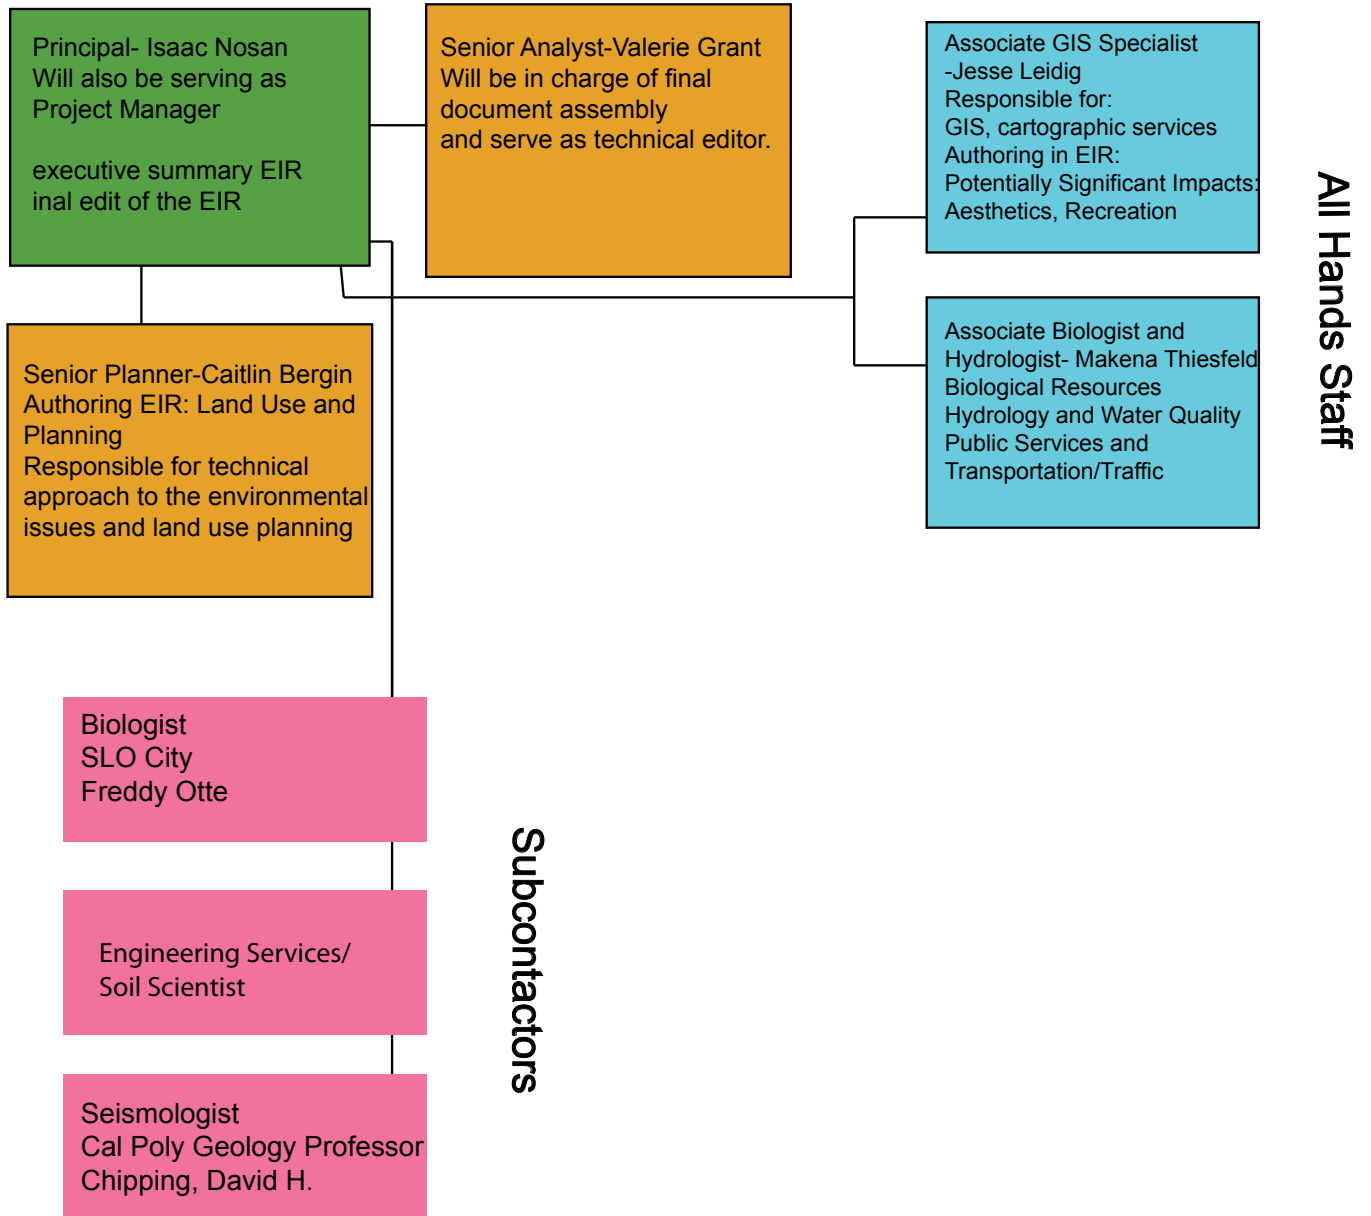 Principal- Isaac Nosan
Will also be serving as
Project Manager
executive summary EIR
inal edit of the EIR
Senior Analyst-Valerie Grant
Will be in charge of final
document assembly
and serve as technical editor.
Associate GIS Specialist
-Jesse Leidig
Responsible for:
GIS, cartographic services
Authoring in EIR:
Potentially Significant Impacts:
Aesthetics, Recreation
Associate Biologist and
Hydrologist- Makena Thiesfeld
Biological Resources
Hydrology and Water Quality
Public Services and
Transportation/Traffic
All Hands Staff
Senior Planner-Caitlin Bergin
Authoring EIR: Land Use and
Planning
Responsible for technical
approach to the environmental
issues and land use planning
Biologist
SLO City
Freddy Otte
Engineering Services/
Soil Scientist
Seismologist
Cal Poly Geology Professor
Chipping, David H.
Subcontactors